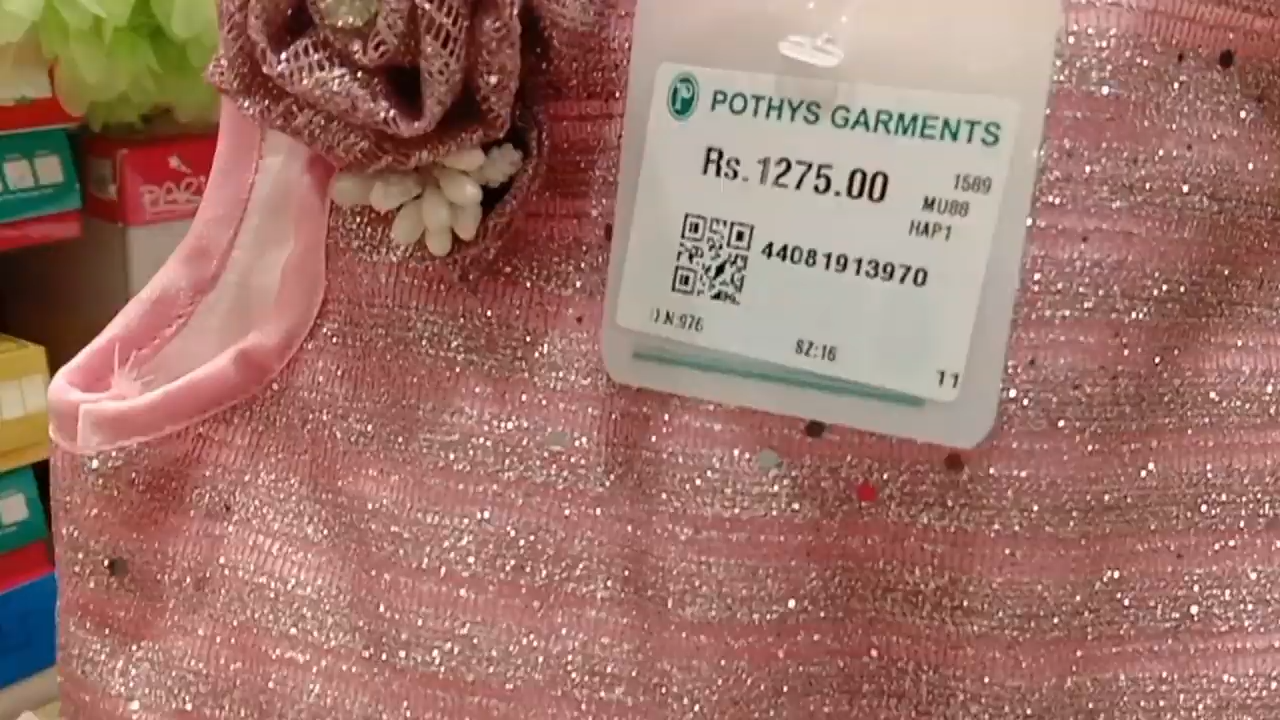 POTHYS GARMENTS
Rs.1275.00
1589
MU88
HAP1
44081913970
SZ:16
11